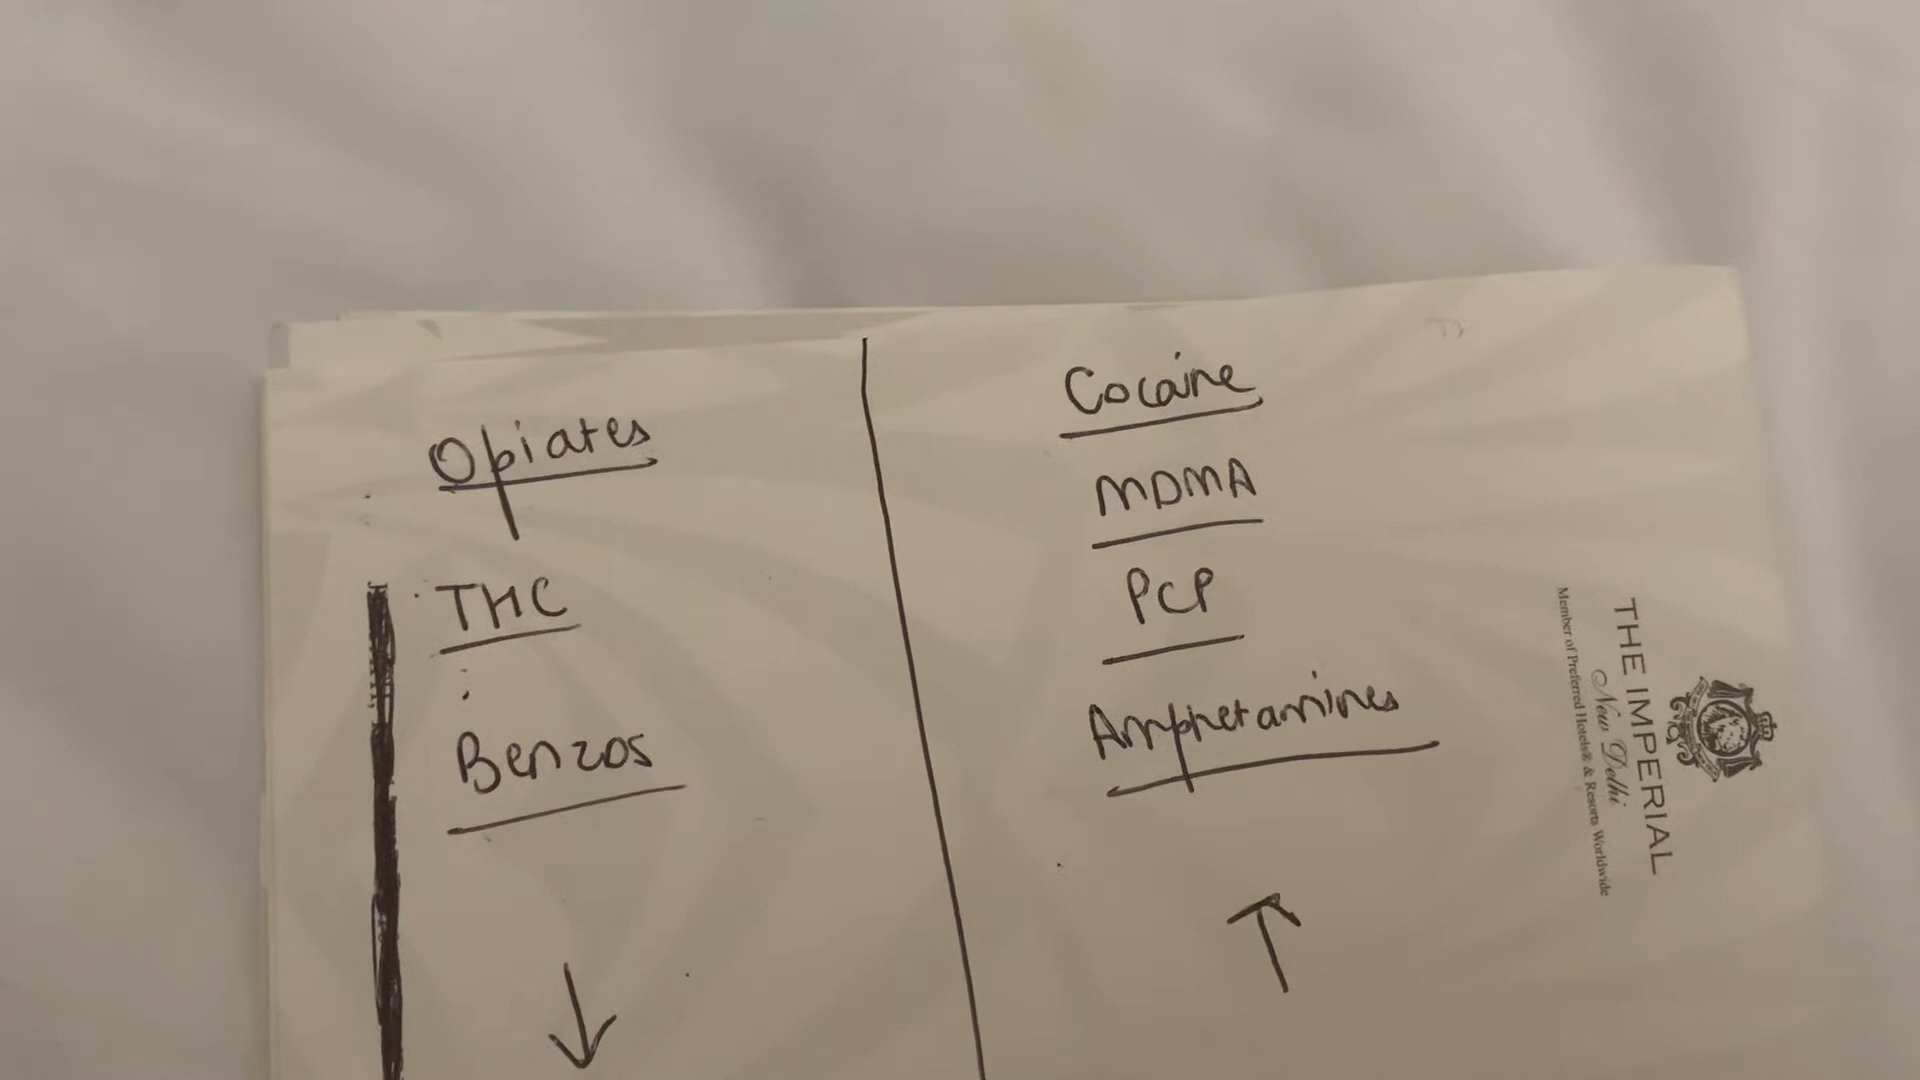 Opiates
THC
Benzos
Cocaine
MDMA
PCP
Amphetamines
THE IMPERIAL
New Delhi
Member of Preferred Hotels® & Resorts Worldwide